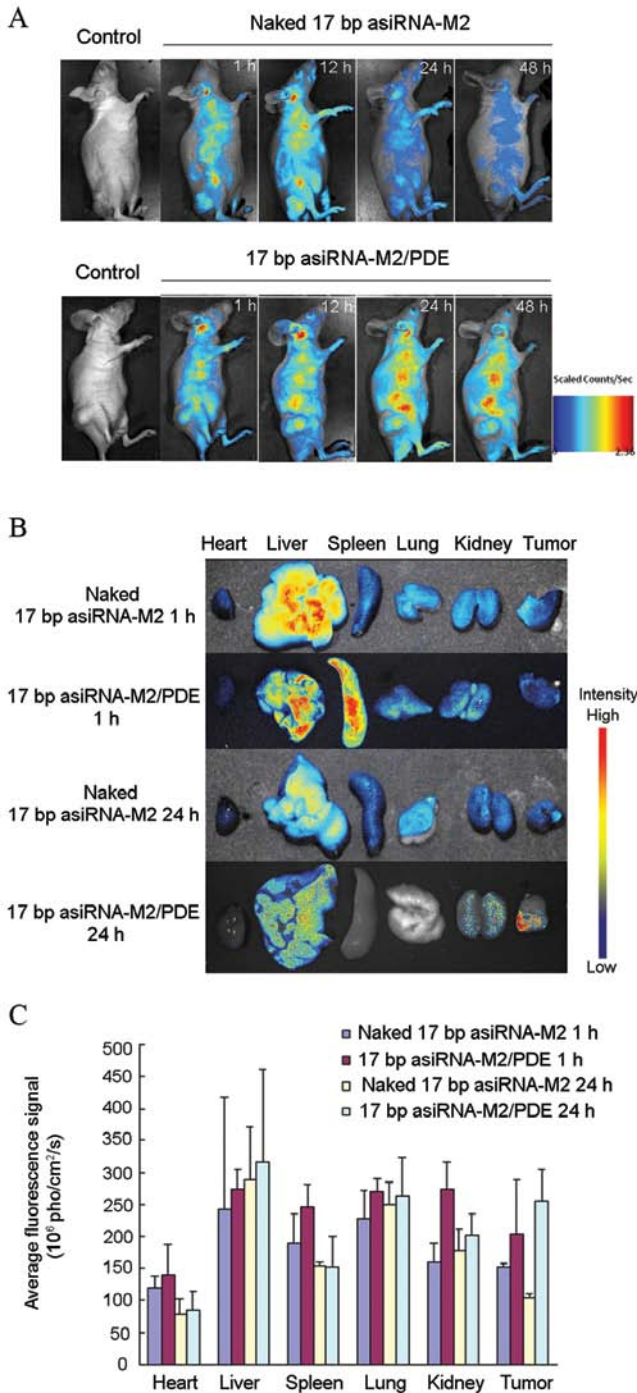 A
Control
Naked 17 bp asiRNA-M2
1 h
12 h
24 h
48 h
Control
17 bp asiRNA-M2/PDE
1 h
12 h
24 h
48 h
Scaled Counts/Sec
2.36
B
Heart Liver Spleen Lung Kidney Tumor
Naked
17 bp asiRNA-M2 1 h
17 bp asiRNA-M2/PDE
1 h
Naked
17 bp asiRNA-M2 24 h
17 bp asiRNA-M2/PDE
24 h
Intensity
High
Low
C
Naked 17 bp asiRNA-M2 1 h
17 bp asiRNA-M2/PDE 1 h
Naked 17 bp asiRNA-M2 24 h
17 bp asiRNA-M2/PDE 24 h
Average fluorescence signal
(10⁶ pho/cm²/s)
500
450
400
350
300
250
200
150
100
50
0
Heart Liver Spleen Lung Kidney Tumor